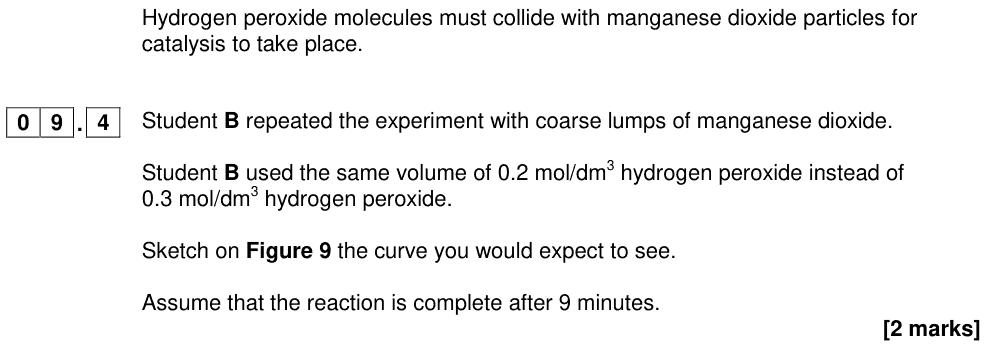 Hydrogen peroxide molecules must collide with manganese dioxide particles for
catalysis to take place.
0 9 . 4 Student B repeated the experiment with coarse lumps of manganese dioxide.
Student B used the same volume of 0.2 mol/dm³ hydrogen peroxide instead of
0.3 mol/dm³ hydrogen peroxide.
Sketch on Figure 9 the curve you would expect to see.
Assume that the reaction is complete after 9 minutes.
[2 marks]